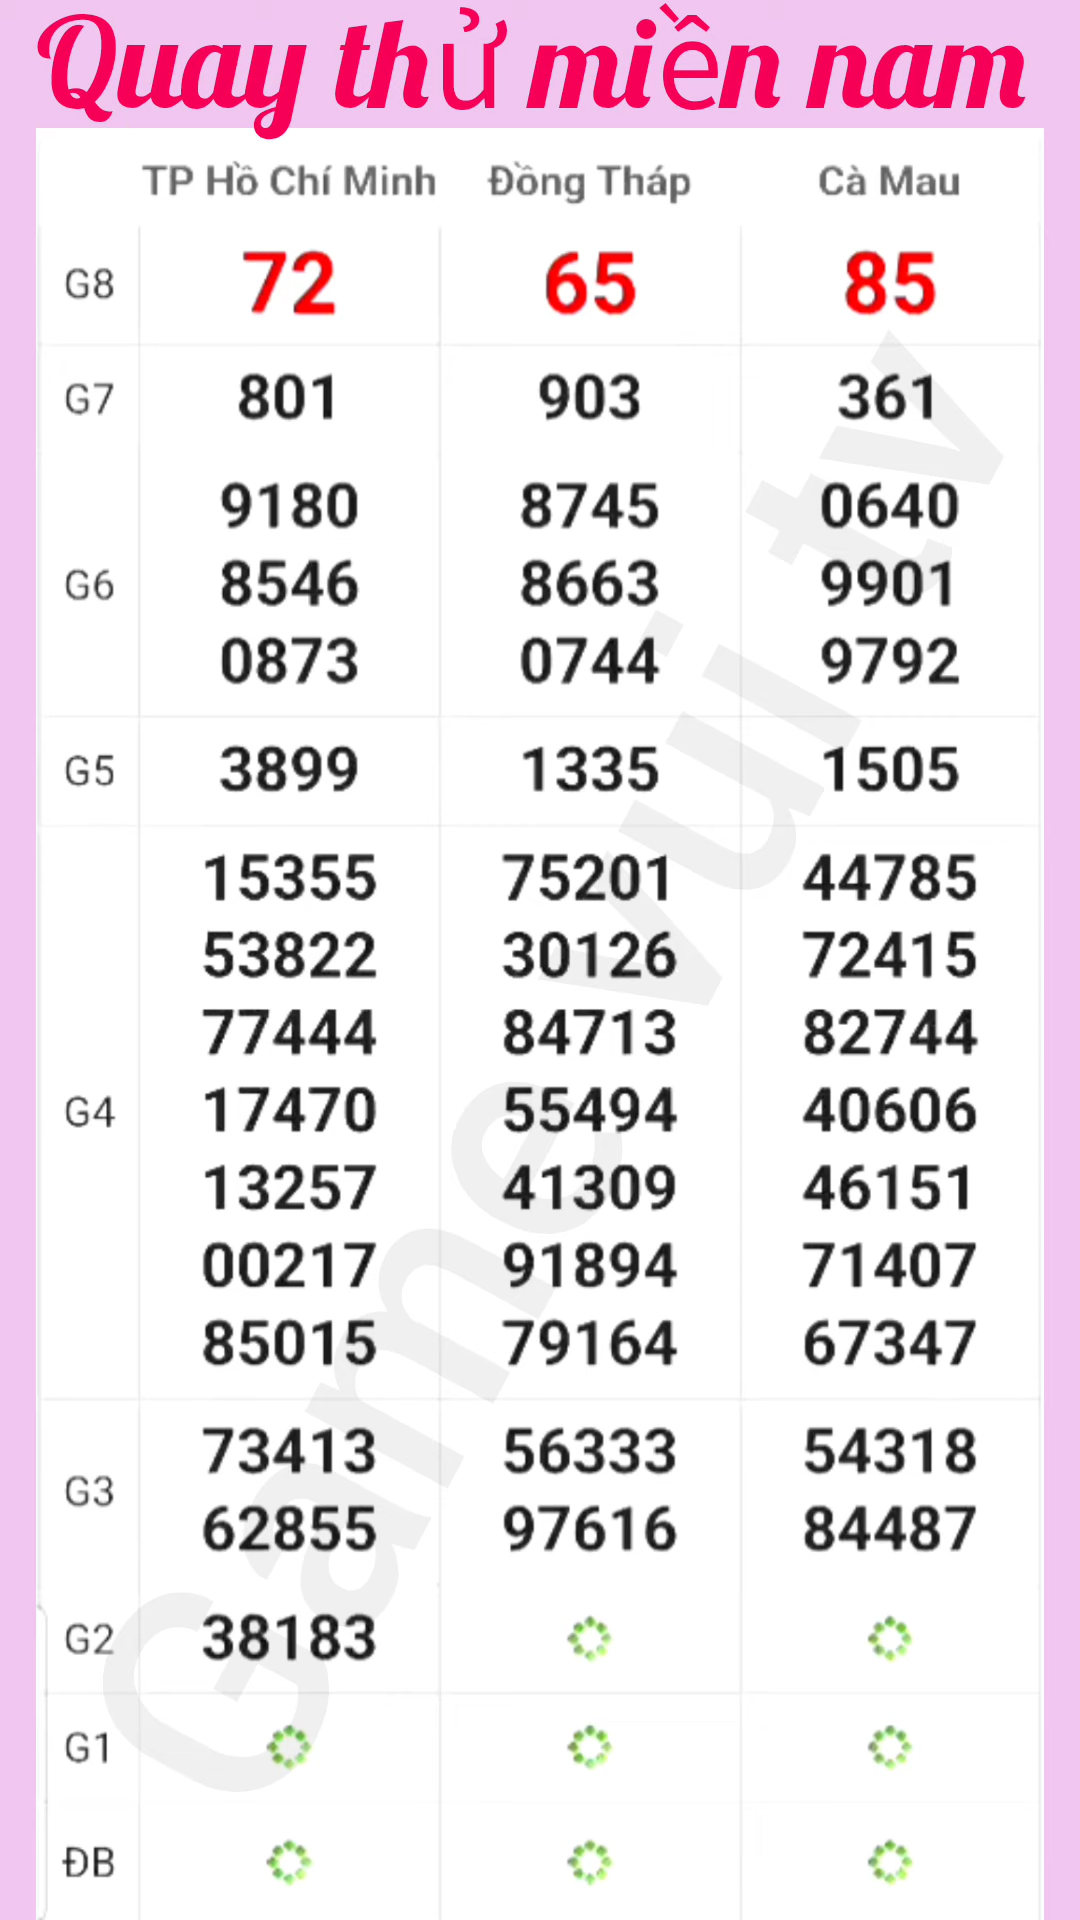 Quay thử miền nam
TP Hồ Chí Minh Đồng Tháp Cà Mau
G8 72 65 85
G7 801 903 361
9180 8745 0640
G6 8546 8663 9901
0873 0744 9792
G5 3899 1335 1505
15355 75201 44785
53822 30126 72415
77444 84713 82744
G4 17470 55494 40606
13257 41309 46151
00217 91894 71407
85015 79164 67347
73413 56333 54318
G3
62855 97616 84487
G2 38183
G1
ĐB
Game vui tv